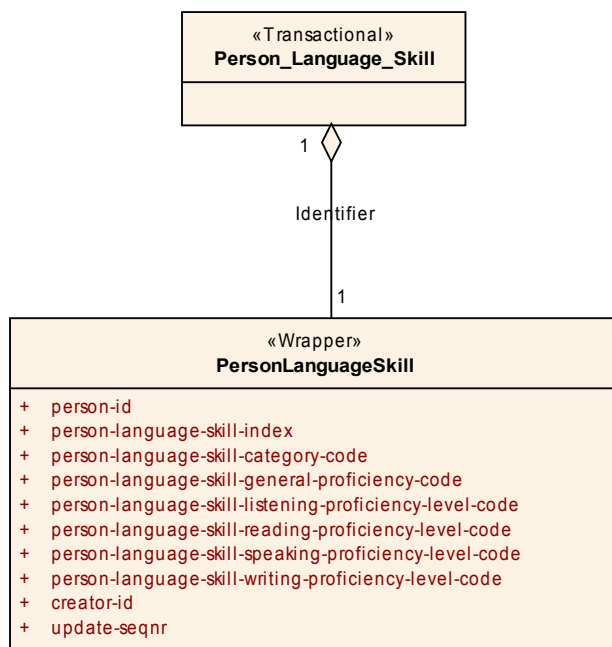 «Transactional»
Person_Language_Skill
1
Identifier
1
«Wrapper»
PersonLanguageSkill
+ person-id
+ person-language-skill-index
+ person-language-skill-category-code
+ person-language-skill-general-proficiency-code
+ person-language-skill-listening-proficiency-level-code
+ person-language-skill-reading-proficiency-level-code
+ person-language-skill-speaking-proficiency-level-code
+ person-language-skill-writing-proficiency-level-code
+ creator-id
+ update-seqnr